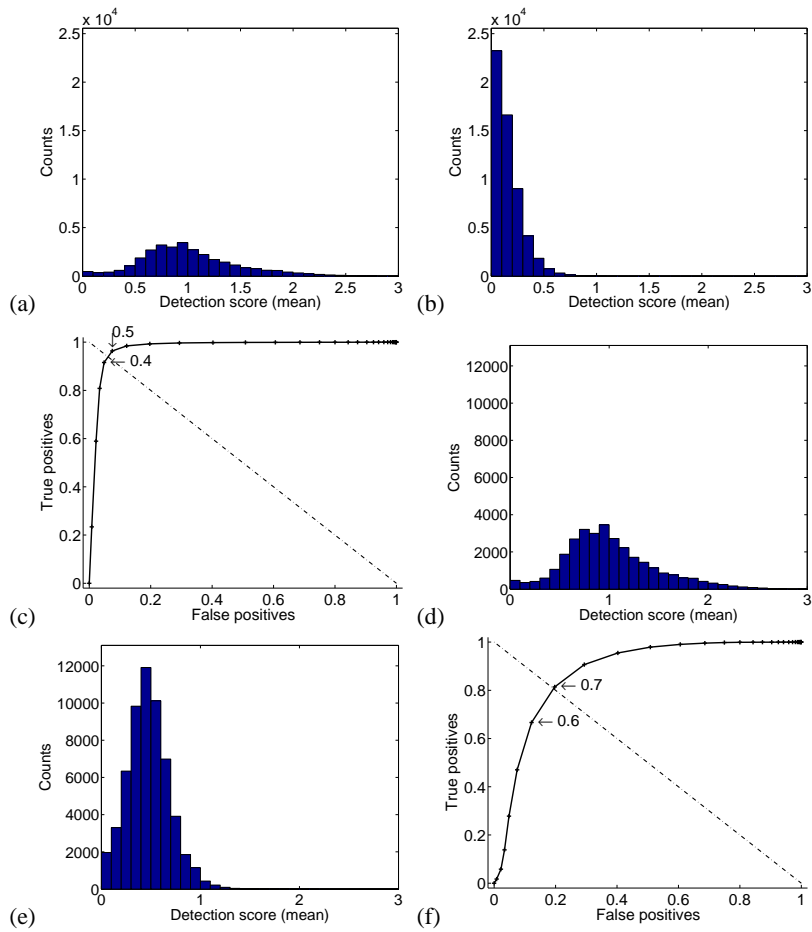 x 10⁴
2.5
2
1.5
1
0.5
0
Counts
0 0.5 1 1.5 2 2.5 3
Detection score (mean)
(a)
x 10⁴
2.5
2
1.5
1
0.5
0
Counts
0 0.5 1 1.5 2 2.5 3
Detection score (mean)
(b)
0.5
0.4
1
0.8
0.6
0.4
0.2
0
True positives
0 0.2 0.4 0.6 0.8 1
False positives
(c)
12000
10000
8000
6000
4000
2000
0
Counts
0 1 2 3
Detection score (mean)
(d)
12000
10000
8000
6000
4000
2000
0
Counts
0 1 2 3
Detection score (mean)
(e)
1
0.8
0.6
0.4
0.2
0
0.7
0.6
True positives
0 0.2 0.4 0.6 0.8 1
False positives
(f)